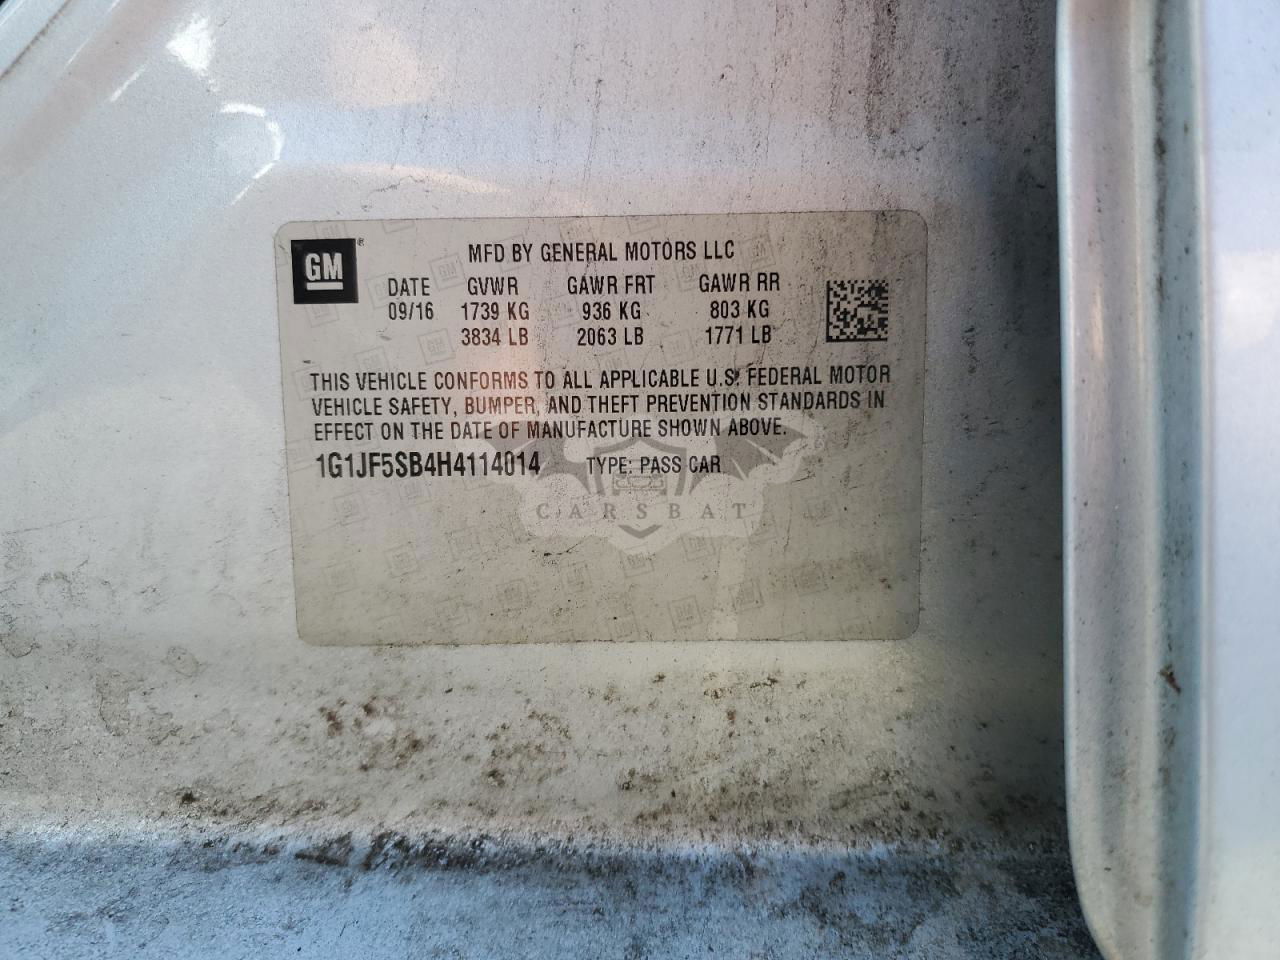 GM
MFD BY GENERAL MOTORS LLC
DATE GVWR GAWR FRT GAWR RR
09/16 1739 KG 936 KG 803 KG
3834 LB 2063 LB 1771 LB
THIS VEHICLE CONFORMS TO ALL APPLICABLE U.S. FEDERAL MOTOR
VEHICLE SAFETY, BUMPER, AND THEFT PREVENTION STANDARDS IN
EFFECT ON THE DATE OF MANUFACTURE SHOWN ABOVE.
1G1JF5SB4H4114014 TYPE: PASS CAR
CARSBAT